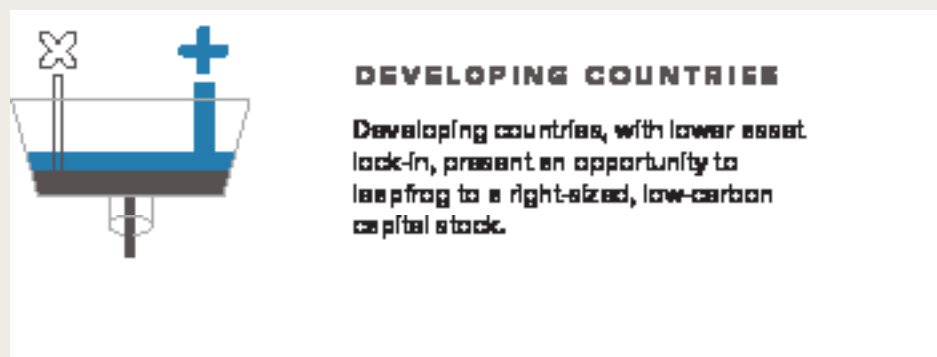 DEVELOPING COUNTRIES
Developing countries, with lower asset
lock-in, present an opportunity to
leapfrog to a right-sized, low-carbon
capital stock.